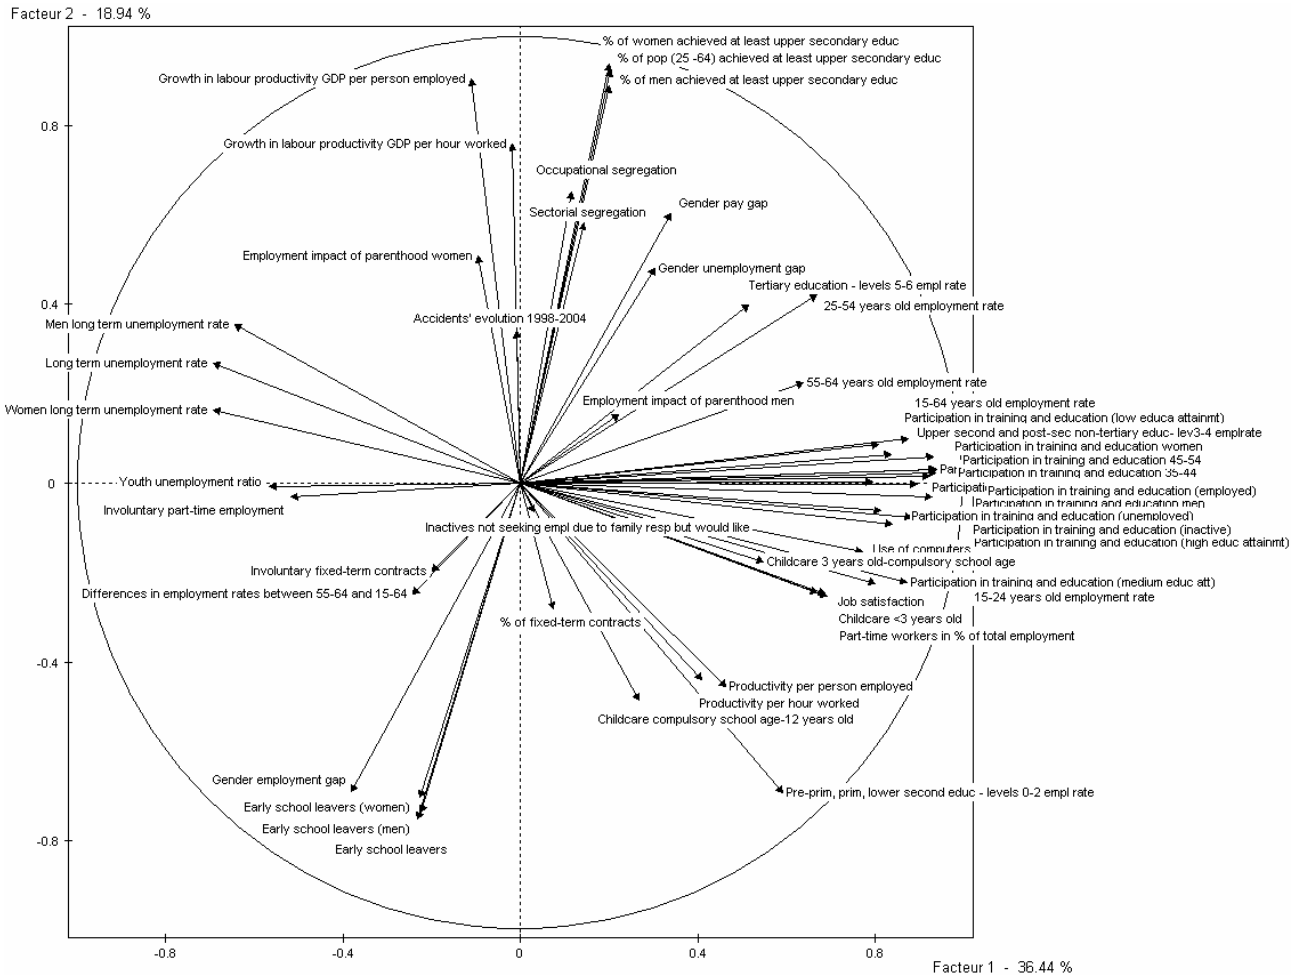 Facteur 2 - 18.94 %
% of women achieved at least upper secondary educ
% of pop (25 -64) achieved at least upper secondary educ
Growth in labour productivity GDP per person employed
% of men achieved at least upper secondary educ
0.8
Growth in labour productivity GDP per hour worked
Occupational segregation
Gender pay gap
Sectorial segregation
Employment impact of parenthood women
Gender unemployment gap
Tertiary education - levels 5-6 empl rate
0.4
25-54 years old employment rate
Accidents' evolution 1998-2004
Men long term unemployment rate
Long term unemployment rate
55-64 years old employment rate
Employment impact of parenthood men
15-64 years old employment rate
Women long term unemployment rate
Participation in training and education (low educa attainmt)
Upper second and post-sec non-tertiary educ- lev3-4 emplrate
Participation in training and education women
Participation in training and education 45-54
Participation in training and education 35-44
0
Youth unemployment ratio
Participation in training and education (employed)
Participation in training and education men
Involuntary part-time employment
Participation in training and education (unemployed)
Inactives not seeking empl due to family resp but would like
Participation in training and education (inactive)
Participation in training and education (high educ attainmt)
Use of computers
Childcare 3 years old-compulsory school age
Involuntary fixed-term contracts
Participation in training and education (medium educ att)
Differences in employment rates between 55-64 and 15-64
15-24 years old employment rate
Job satisfaction
Childcare <3 years old
% of fixed-term contracts
Part-time workers in % of total employment
-0.4
Productivity per person employed
Productivity per hour worked
Childcare compulsory school age-12 years old
Gender employment gap
Pre-prim, prim, lower second educ - levels 0-2 empl rate
Early school leavers (women)
Early school leavers (men)
-0.8
Early school leavers
-0.8 -0.4 0 0.4 0.8
Facteur 1 - 36.44 %